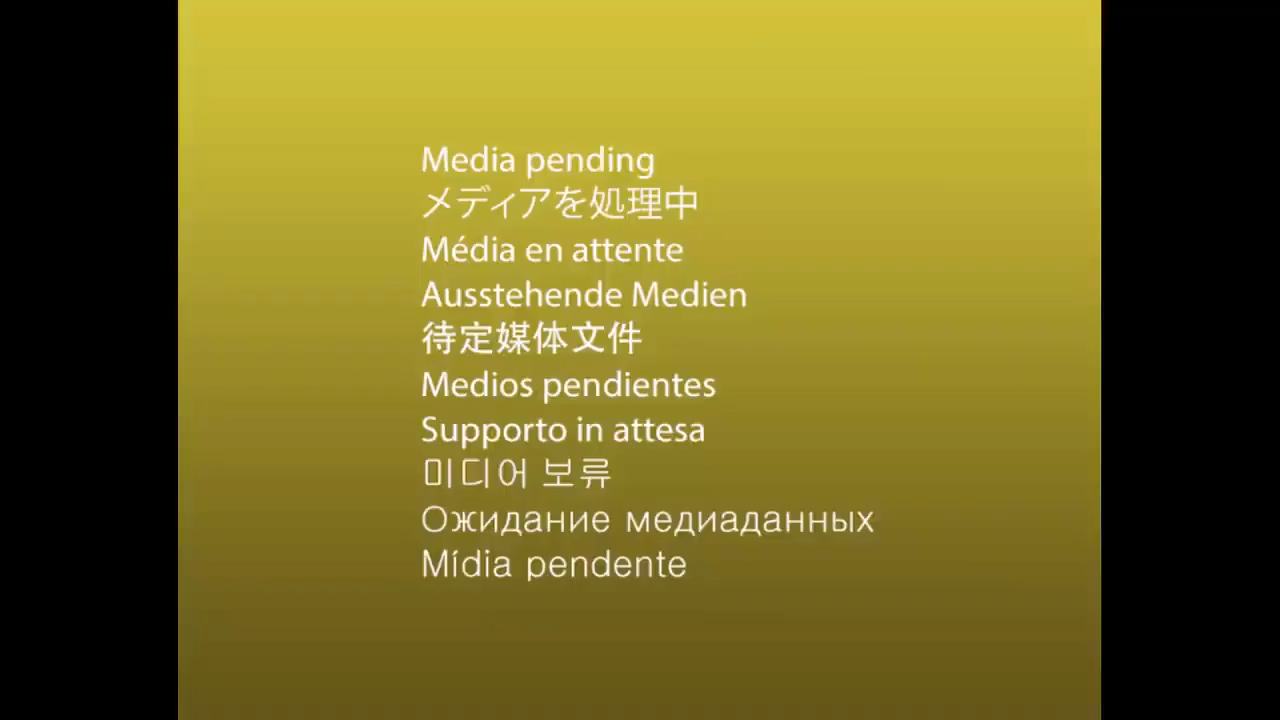 Media pending
メディアを処理中
Média en attente
Ausstehende Medien
待定媒体文件
Medios pendientes
Supporto in attesa
미디어 보류
Ожидание медиаданных
Mídia pendente